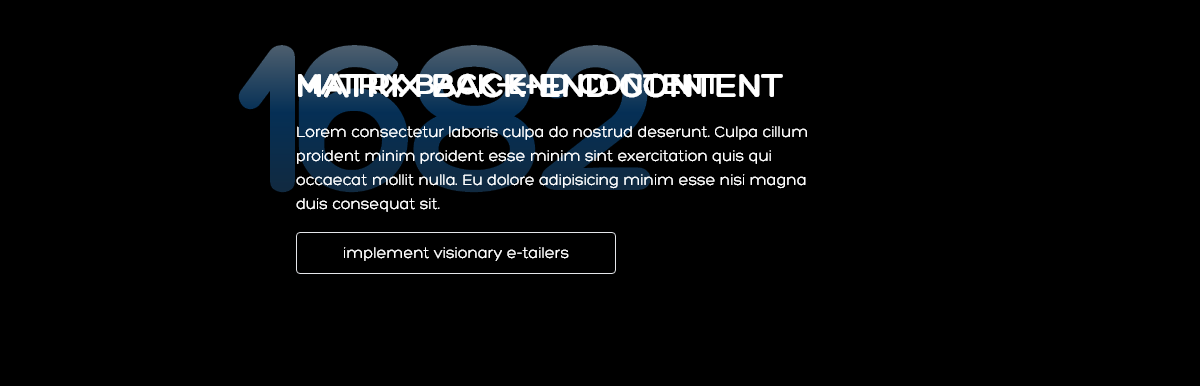 1682
MATRIX BACK-END CONTENT
Lorem consectetur laboris culpa do nostrud deserunt. Culpa cillum
proident minim proident esse minim sint exercitation quis qui
occaecat mollit nulla. Eu dolore adipisicing minim esse nisi magna
duis consequat sit.
implement visionary e-tailers